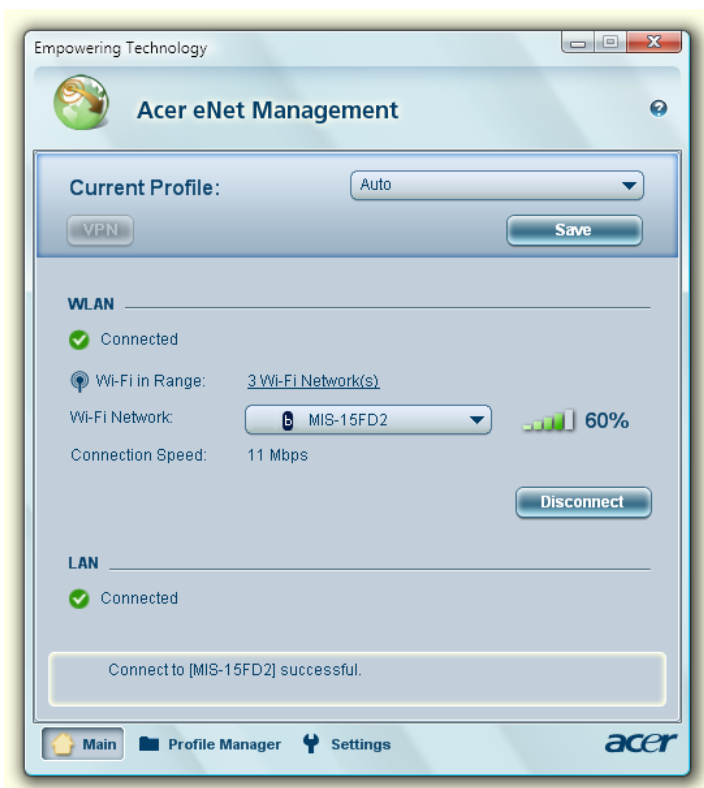 Empowering Technology
Acer eNet Management
Current Profile:
Auto
VPN
Save
WLAN
Connected
Wi-Fi in Range:
3 Wi-Fi Network(s)
Wi-Fi Network:
b MIS-15FD2
60%
Connection Speed:
11 Mbps
Disconnect
LAN
Connected
Connect to [MIS-15FD2] successful.
Main
Profile Manager
Settings
acer